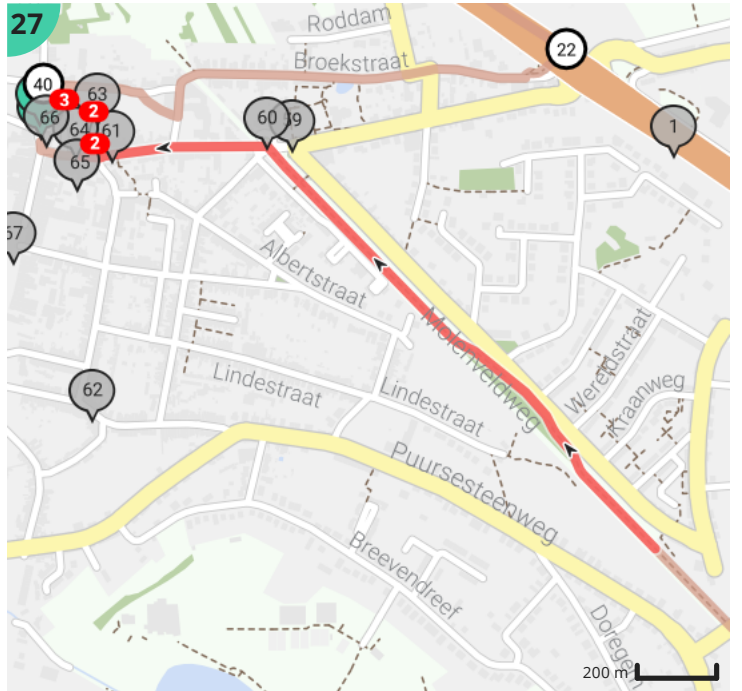 27
Roddam
Broekstraat
22
40
3
63
2
66
64
61
60
59
1
2
65
57
Albertstraat
Molenveldweg
Wereldstraat
Kraanweg
Lindestraat
Lindestraat
62
Puursesteenweg
Breevendreef
Doregem
200 m